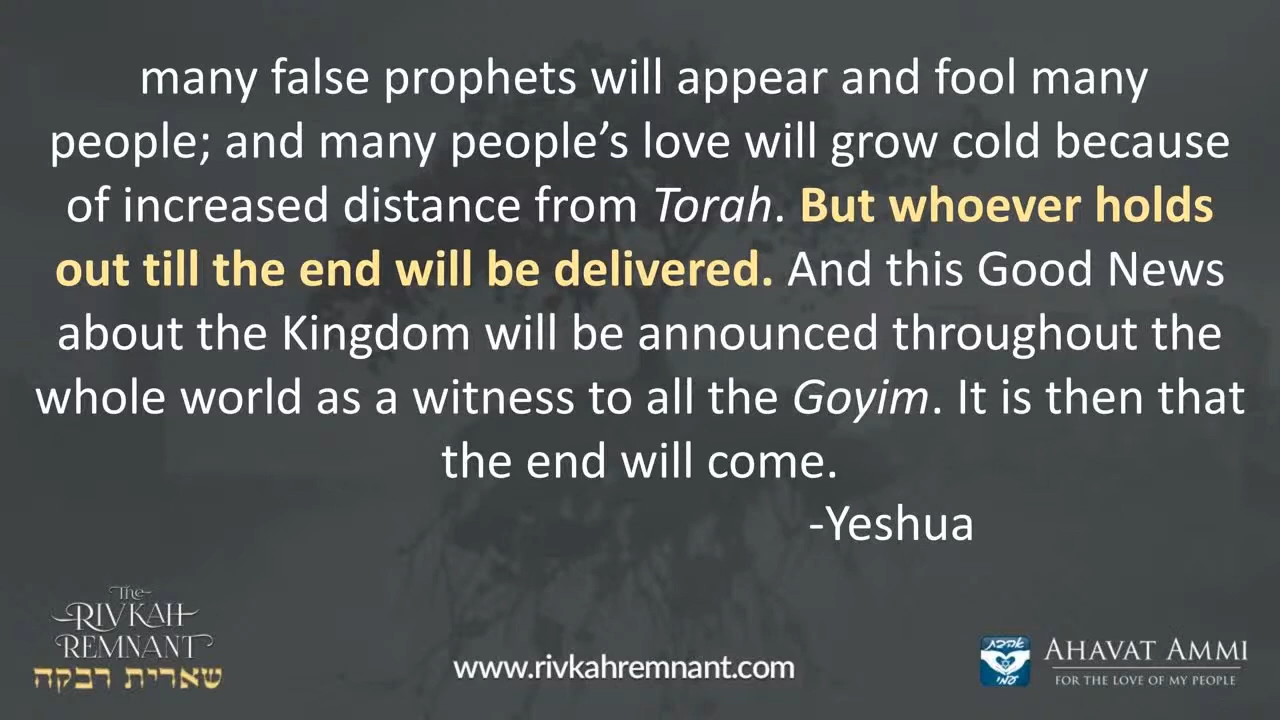 many false prophets will appear and fool many
people; and many people’s love will grow cold because
of increased distance from Torah. But whoever holds
out till the end will be delivered. And this Good News
about the Kingdom will be announced throughout the
whole world as a witness to all the Goyim. It is then that
the end will come.
-Yeshua
The
RIVKAH
REMNANT
שארית רבקה
www.rivkahremnant.com
אהבת
עמי
AHAVAT AMMI
FOR THE LOVE OF MY PEOPLE